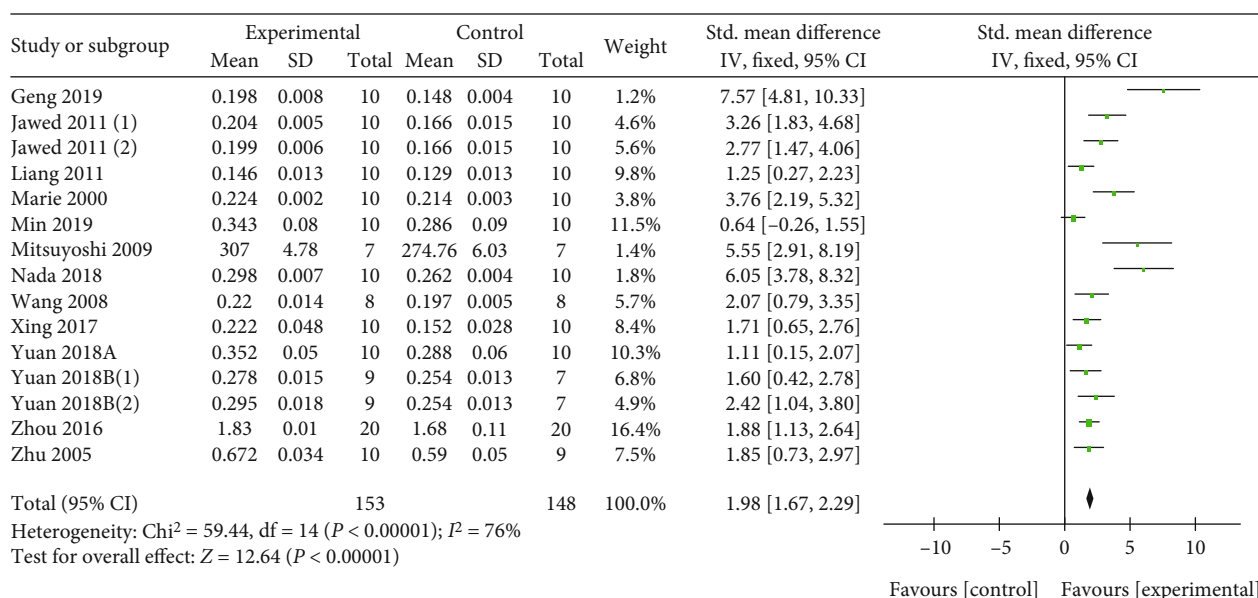 Study or subgroup Experimental Control Weight Std. mean difference Std. mean difference
Mean SD Total Mean SD Total IV, fixed, 95% CI IV, fixed, 95% CI
Geng 2019 0.198 0.008 10 0.148 0.004 10 1.2% 7.57 [4.81, 10.33]
Jawed 2011 (1) 0.204 0.005 10 0.166 0.015 10 4.6% 3.26 [1.83, 4.68]
Jawed 2011 (2) 0.199 0.006 10 0.166 0.015 10 5.6% 2.77 [1.47, 4.06]
Liang 2011 0.146 0.013 10 0.129 0.013 10 9.8% 1.25 [0.27, 2.23]
Marie 2000 0.224 0.002 10 0.214 0.003 10 3.8% 3.76 [2.19, 5.32]
Min 2019 0.343 0.08 10 0.286 0.09 10 11.5% 0.64 [−0.26, 1.55]
Mitsuyoshi 2009 307 4.78 7 274.76 6.03 7 1.4% 5.55 [2.91, 8.19]
Nada 2018 0.298 0.007 10 0.262 0.004 10 1.8% 6.05 [3.78, 8.32]
Wang 2008 0.22 0.014 8 0.197 0.005 8 5.7% 2.07 [0.79, 3.35]
Xing 2017 0.222 0.048 10 0.152 0.028 10 8.4% 1.71 [0.65, 2.76]
Yuan 2018A 0.352 0.05 10 0.288 0.06 10 10.3% 1.11 [0.15, 2.07]
Yuan 2018B(1) 0.278 0.015 9 0.254 0.013 7 6.8% 1.60 [0.42, 2.78]
Yuan 2018B(2) 0.295 0.018 9 0.254 0.013 7 4.9% 2.42 [1.04, 3.80]
Zhou 2016 1.83 0.01 20 1.68 0.11 20 16.4% 1.88 [1.13, 2.64]
Zhu 2005 0.672 0.034 10 0.59 0.05 9 7.5% 1.85 [0.73, 2.97]
Total (95% CI) 153 148 100.0% 1.98 [1.67, 2.29]
Heterogeneity: Chi² = 59.44, df = 14 (P < 0.00001); I² = 76%
Test for overall effect: Z = 12.64 (P < 0.00001)
−10 −5 0 5 10
Favours [control] Favours [experimental]